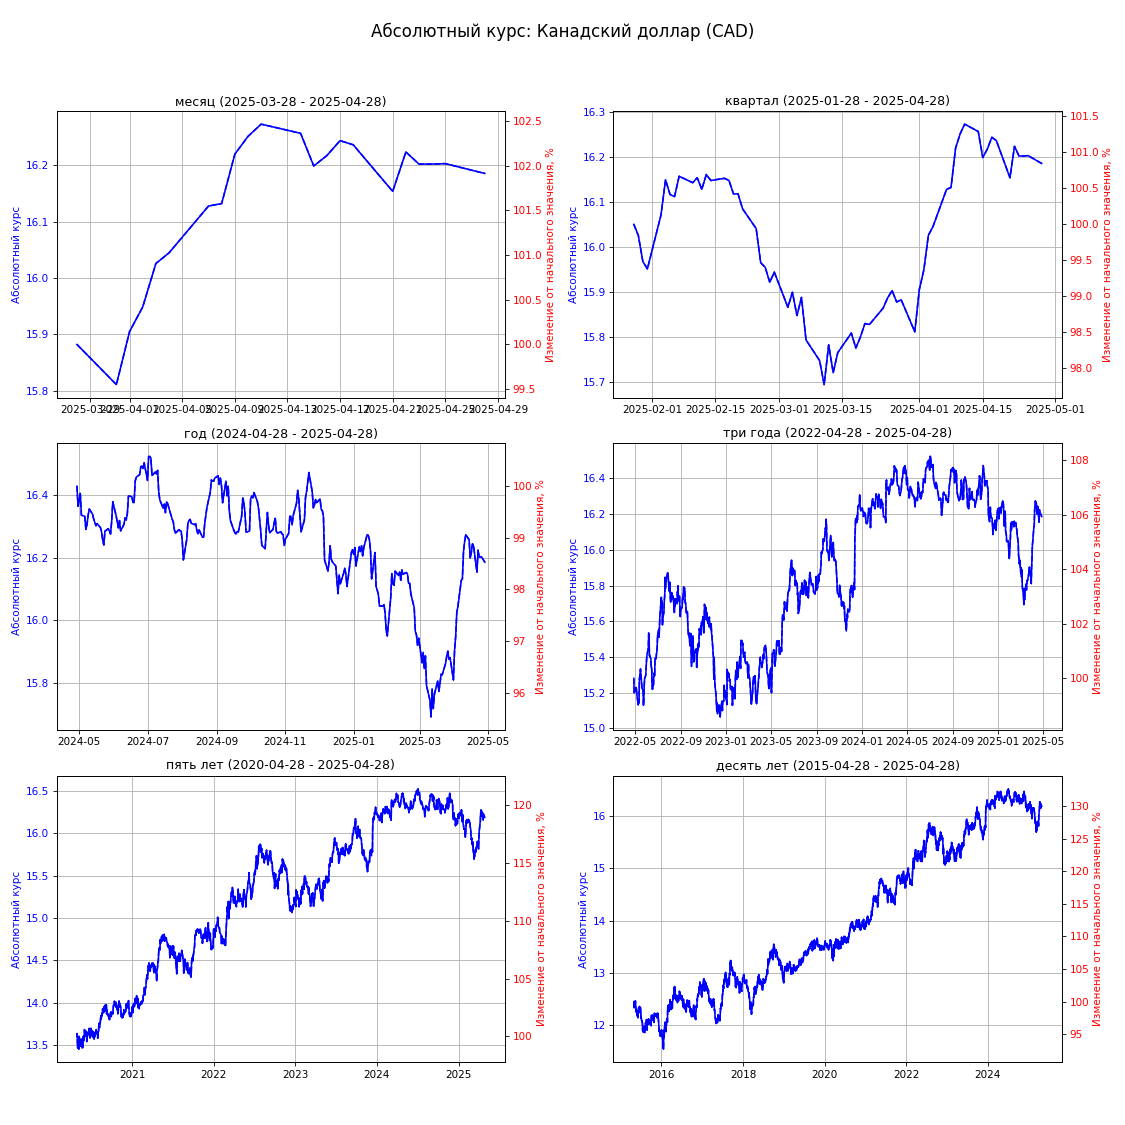 Абсолютный курс: Канадский доллар (CAD)
месяц (2025-03-28 - 2025-04-28)
Абсолютный курс
16.2
16.1
16.0
15.9
15.8
102.5
102.0
101.5
101.0
100.5
100.0
99.5
Изменение от начального значения, %
2025-03-29 2025-04-01 2025-04-05 2025-04-09 2025-04-13 2025-04-17 2025-04-21 2025-04-25 2025-04-29
квартал (2025-01-28 - 2025-04-28)
Абсолютный курс
16.3
16.2
16.1
16.0
15.9
15.8
15.7
101.5
101.0
100.5
100.0
99.5
99.0
98.5
98.0
Изменение от начального значения, %
2025-02-01 2025-02-15 2025-03-01 2025-03-15 2025-04-01 2025-04-15 2025-05-01
год (2024-04-28 - 2025-04-28)
Абсолютный курс
16.4
16.2
16.0
15.8
100
99
98
97
96
Изменение от начального значения, %
2024-05 2024-07 2024-09 2024-11 2025-01 2025-03 2025-05
три года (2022-04-28 - 2025-04-28)
Абсолютный курс
16.4
16.2
16.0
15.8
15.6
15.4
15.2
15.0
108
106
104
102
100
Изменение от начального значения, %
2022-05 2022-09 2023-01 2023-05 2023-09 2024-01 2024-05 2024-09 2025-01 2025-05
пять лет (2020-04-28 - 2025-04-28)
Абсолютный курс
16.5
16.0
15.5
15.0
14.5
14.0
13.5
120
115
110
105
100
Изменение от начального значения, %
2021 2022 2023 2024 2025
десять лет (2015-04-28 - 2025-04-28)
Абсолютный курс
16
15
14
13
12
130
125
120
115
110
105
100
95
Изменение от начального значения, %
2016 2018 2020 2022 2024